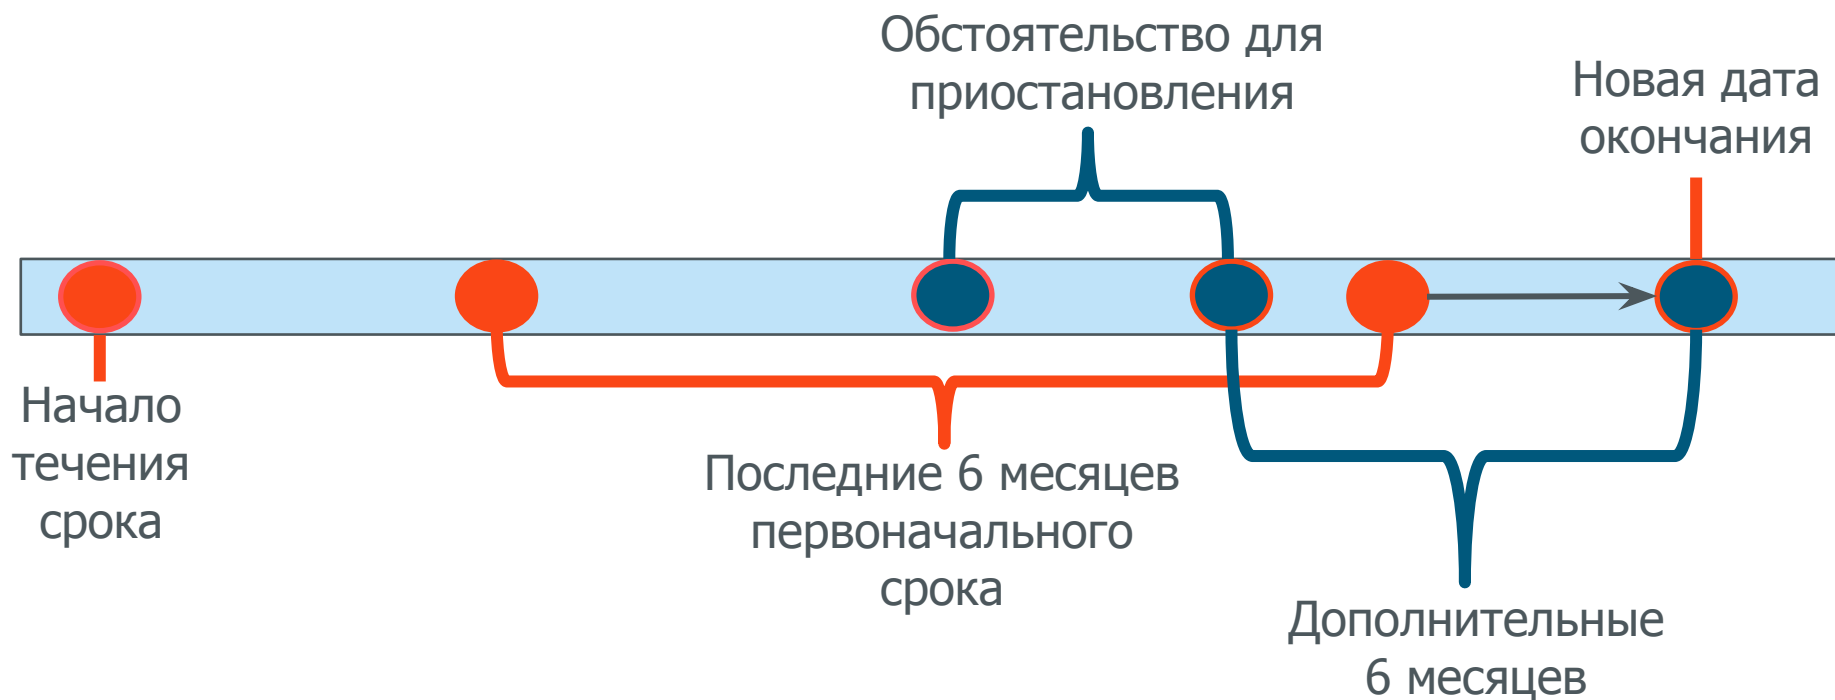 Обстоятельство для
приостановления
Новая дата
окончания
Начало
течения
срока
Последние 6 месяцев
первоначального
срока
Дополнительные
6 месяцев